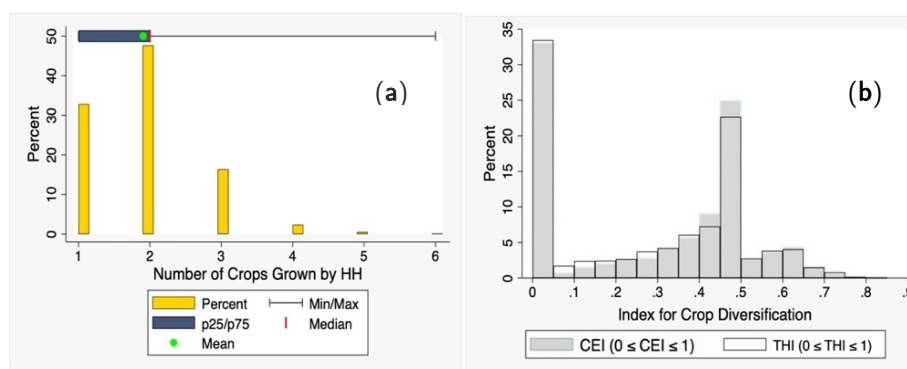 (a)
Percent
50
40
30
20
10
0
1 2 3 4 5 6
Number of Crops Grown by HH
Percent Min/Max
p25/p75 Median
Mean
(b)
Percent
35
30
25
20
15
10
5
0
0 .1 .2 .3 .4 .5 .6 .7 .8 .9
Index for Crop Diversification
CEI (0 ≤ CEI ≤ 1) THI (0 ≤ THI ≤ 1)